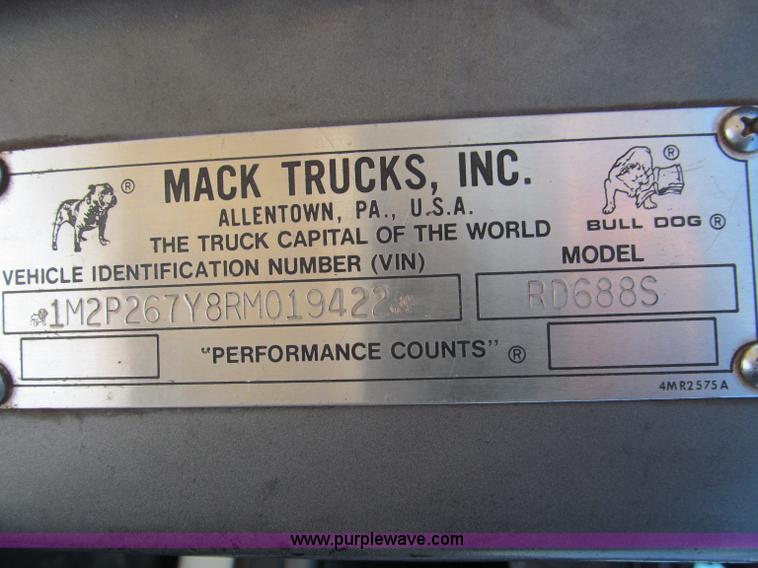 MACK TRUCKS, INC.
ALLENTOWN, PA., U.S.A.
THE TRUCK CAPITAL OF THE WORLD
BULL DOG ®
VEHICLE IDENTIFICATION NUMBER (VIN)
MODEL
1M2P267Y8RM019422
RD688S
"PERFORMANCE COUNTS" ®
4MR2575A
www.purplewave.com